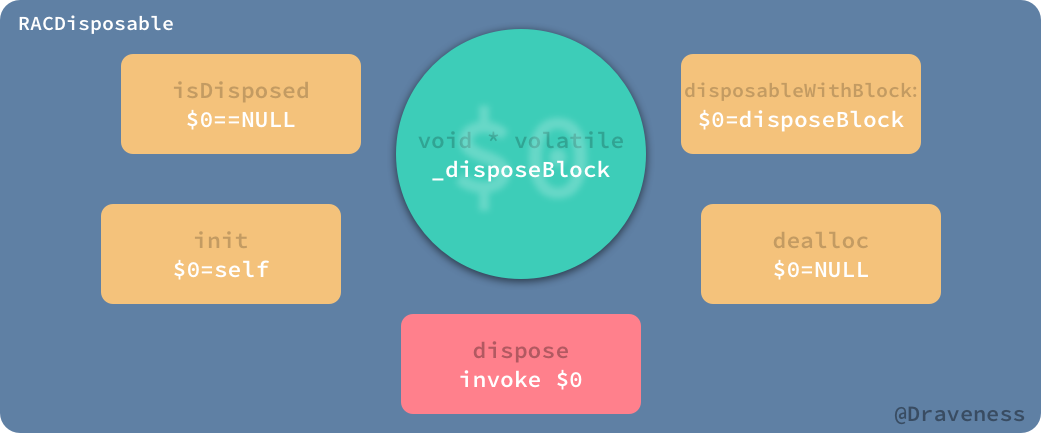 RACDisposable
isDisposed
$0==NULL
void * volatile
_disposeBlock
$0
disposableWithBlock:
$0=disposeBlock
init
$0=self
dealloc
$0=NULL
dispose
invoke $0
@Draveness